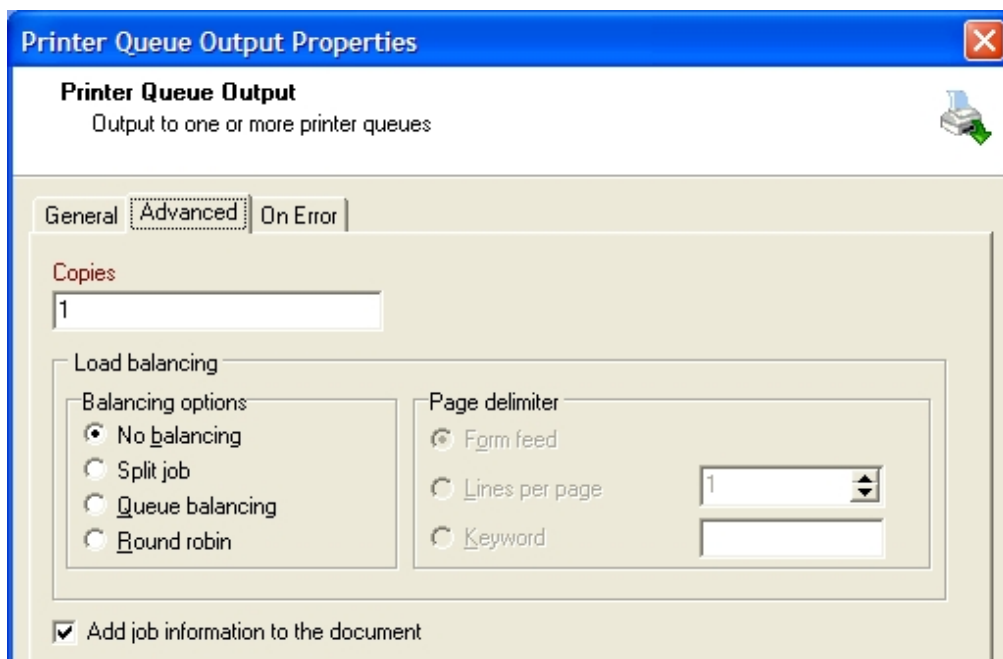 Printer Queue Output Properties
Printer Queue Output
Output to one or more printer queues
General Advanced On Error
Copies
1
Load balancing
Balancing options
No balancing
Split job
Queue balancing
Round robin
Page delimiter
Form feed
Lines per page 1
Keyword
Add job information to the document